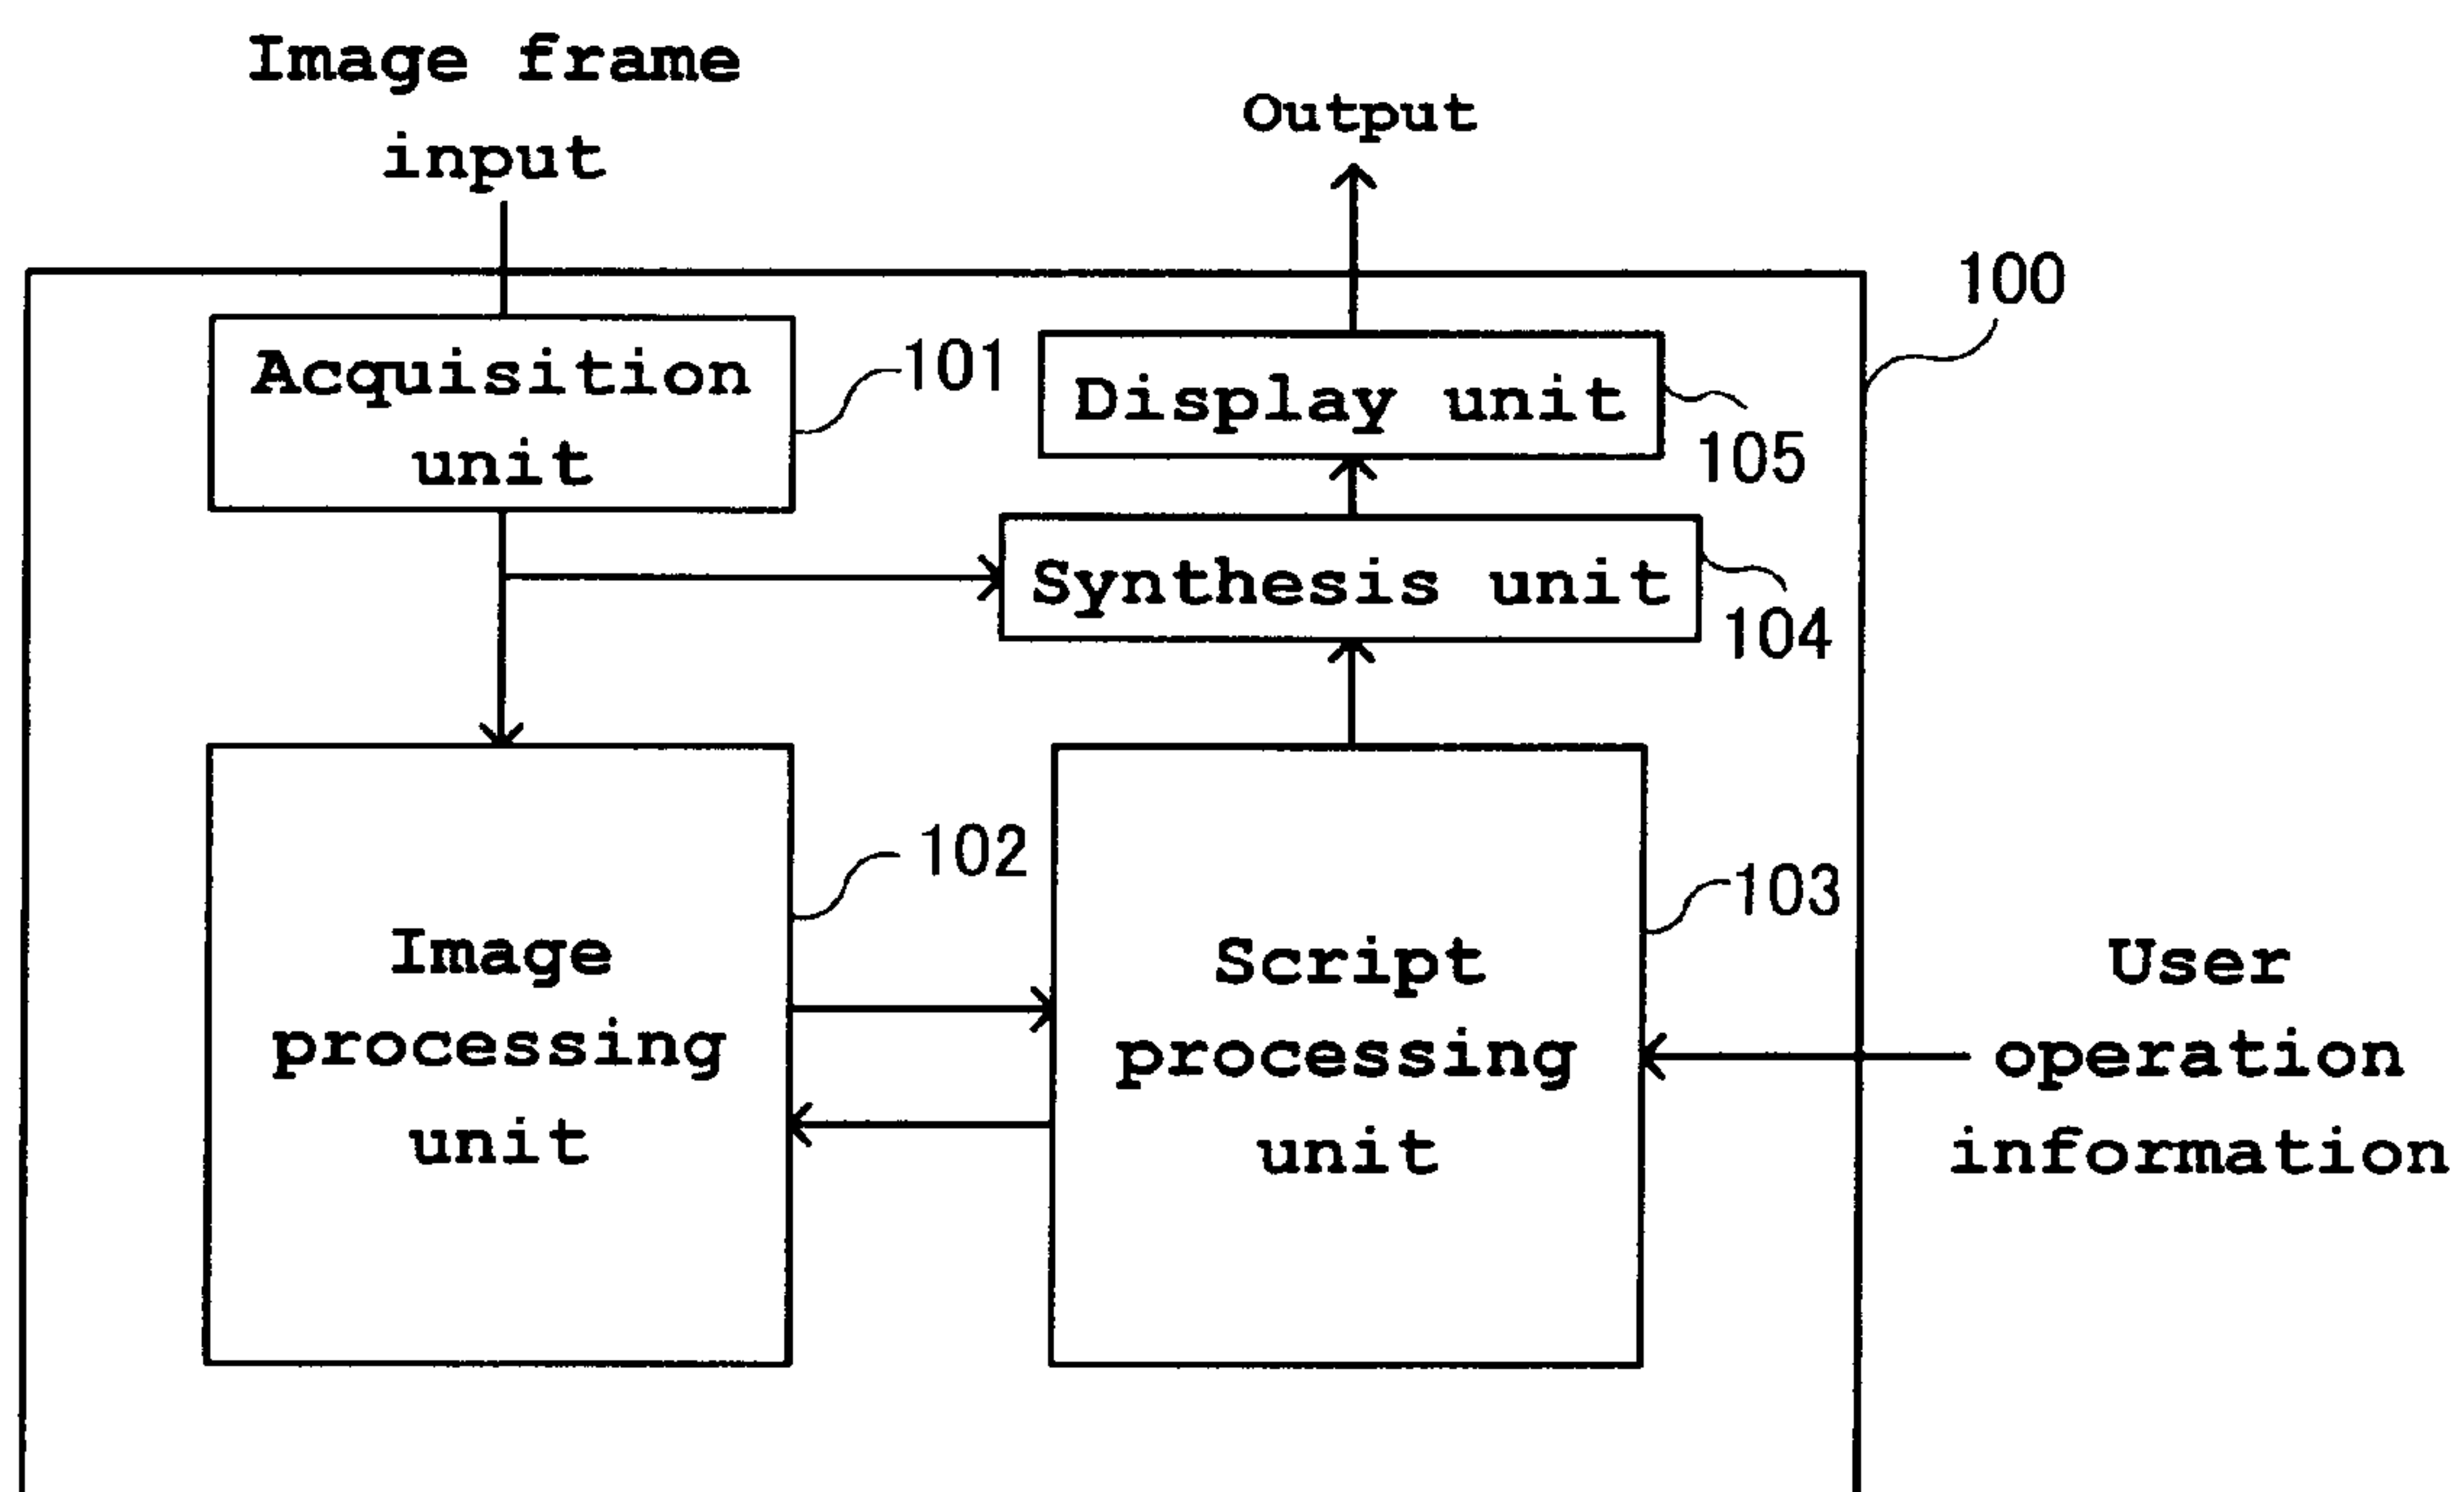 Image frame
input
Output
100
Acquisition
unit
101
Display unit
105
Synthesis unit
104
Image
processing
unit
102
Script
processing
unit
103
User
operation
information